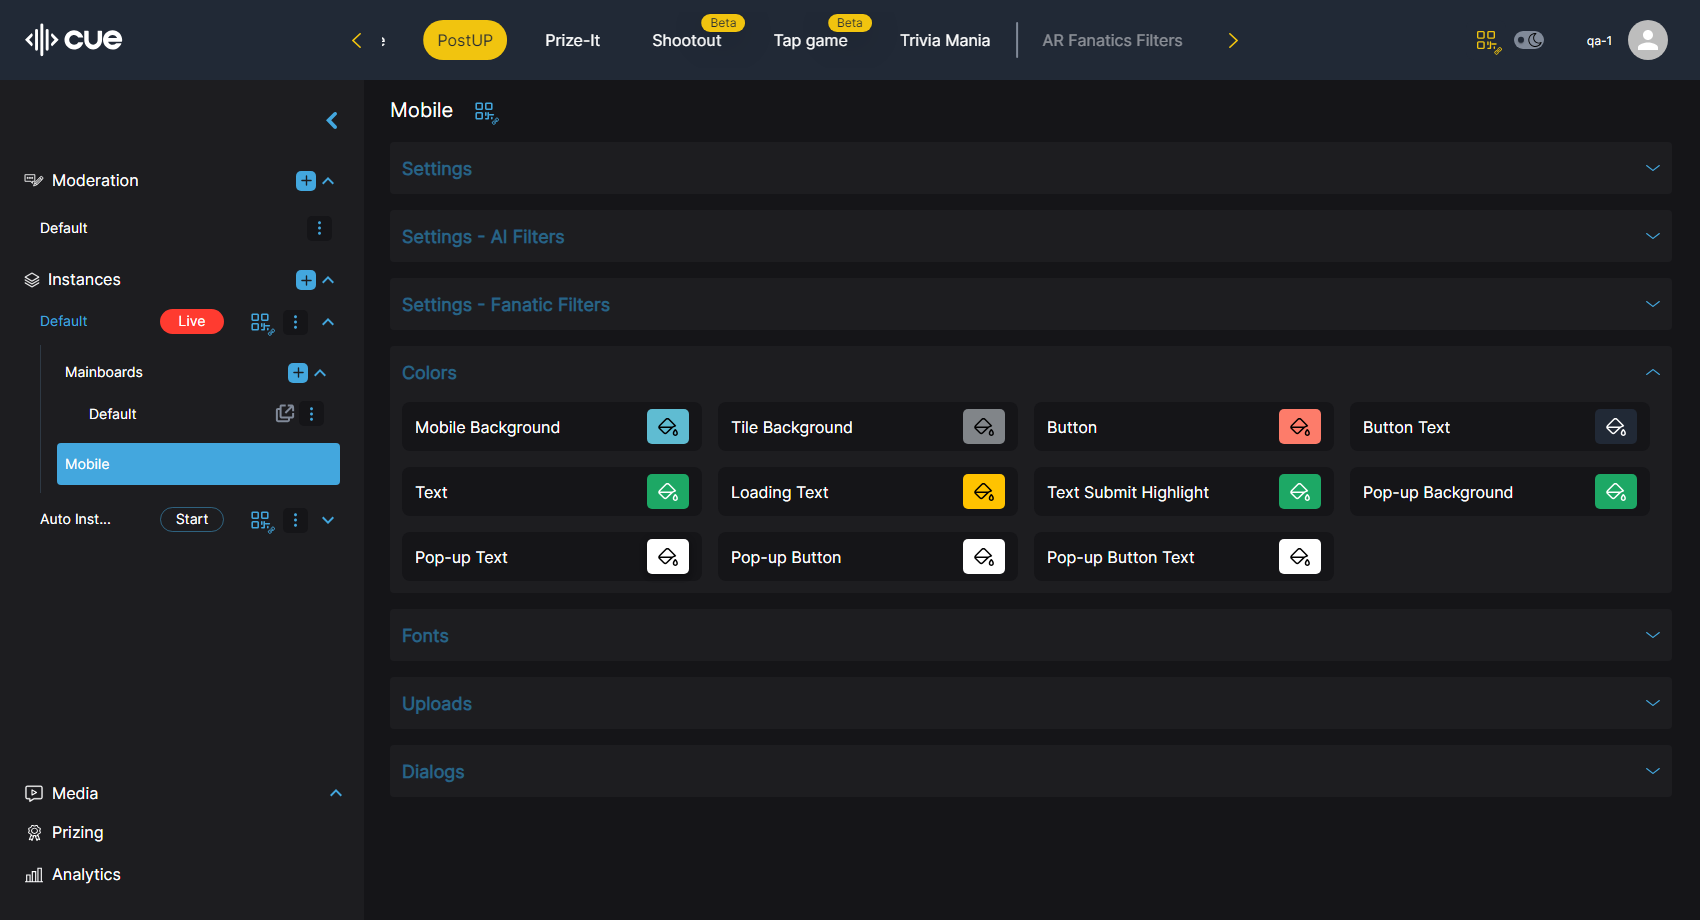 cue
e
PostUP
Prize-It
Shootout
Beta
Tap game
Beta
Trivia Mania
AR Fanatics Filters
qa-1
Moderation
Default
Instances
Default
Live
Mainboards
Default
Mobile
Auto Inst...
Start
Media
Prizing
Analytics
Mobile
Settings
Settings - AI Filters
Settings - Fanatic Filters
Colors
Mobile Background
Tile Background
Button
Button Text
Text
Loading Text
Text Submit Highlight
Pop-up Background
Pop-up Text
Pop-up Button
Pop-up Button Text
Fonts
Uploads
Dialogs